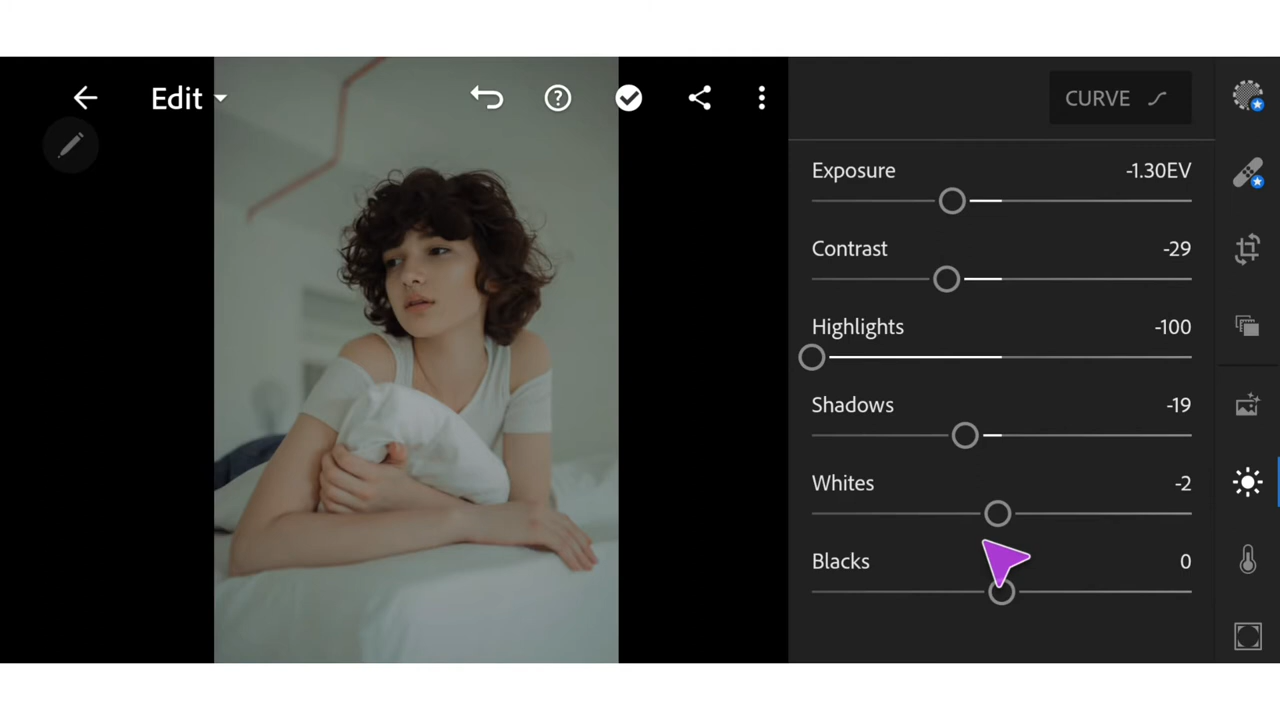 Edit
CURVE
Exposure -1.30EV
Contrast -29
Highlights -100
Shadows -19
Whites -2
Blacks 0